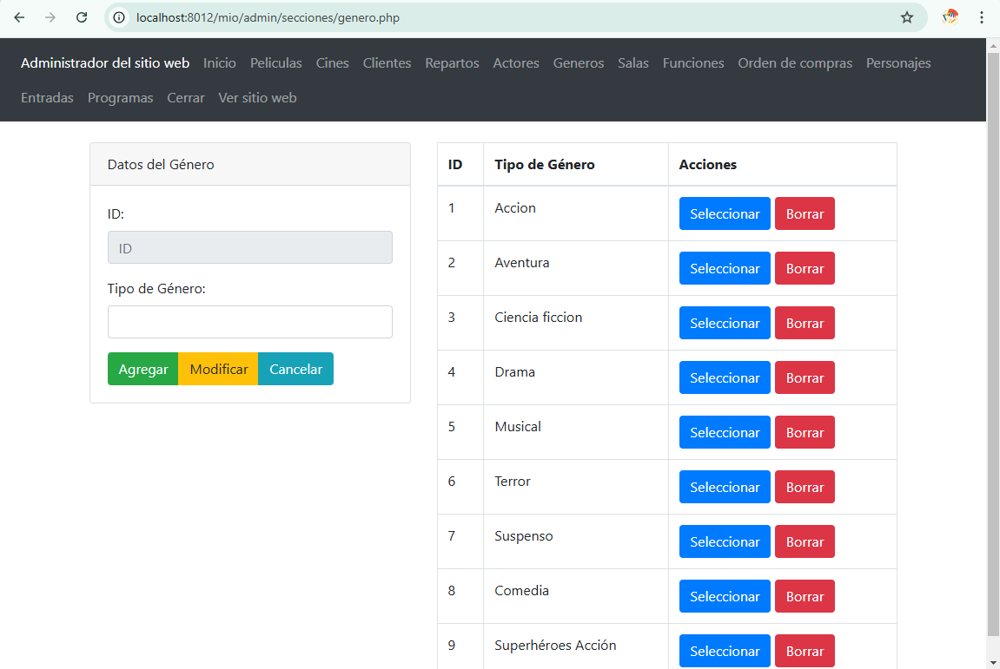 localhost:8012/mio/admin/secciones/genero.php
Administrador del sitio web Inicio Peliculas Cines Clientes Repartos Actores Generos Salas Funciones Orden de compras Personajes
Entradas Programas Cerrar Ver sitio web
Datos del Género
ID:
ID
Tipo de Género:
Agregar Modificar Cancelar
ID Tipo de Género Acciones
1 Accion Seleccionar Borrar
2 Aventura Seleccionar Borrar
3 Ciencia ficcion Seleccionar Borrar
4 Drama Seleccionar Borrar
5 Musical Seleccionar Borrar
6 Terror Seleccionar Borrar
7 Suspenso Seleccionar Borrar
8 Comedia Seleccionar Borrar
9 Superhéroes Acción Seleccionar Borrar